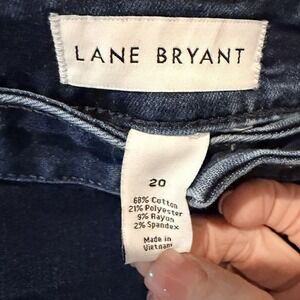 LANE BRYANT
20
68% Cotton
21% Polyester
9% Rayon
2% Spandex
Made in
Vietnam